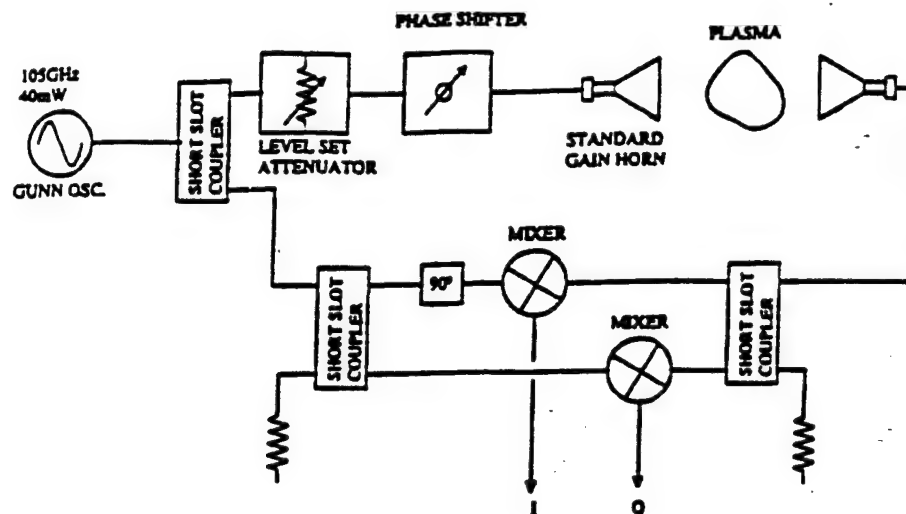 PHASE SHIFTER
PLASMA
105GHz
40mW
SHORT SLOT
COUPLER
LEVEL SET
ATTENUATOR
STANDARD
GAIN HORN
GUNN OSC.
MIXER
90°
SHORT SLOT
COUPLER
MIXER
SHORT SLOT
COUPLER
I
Q